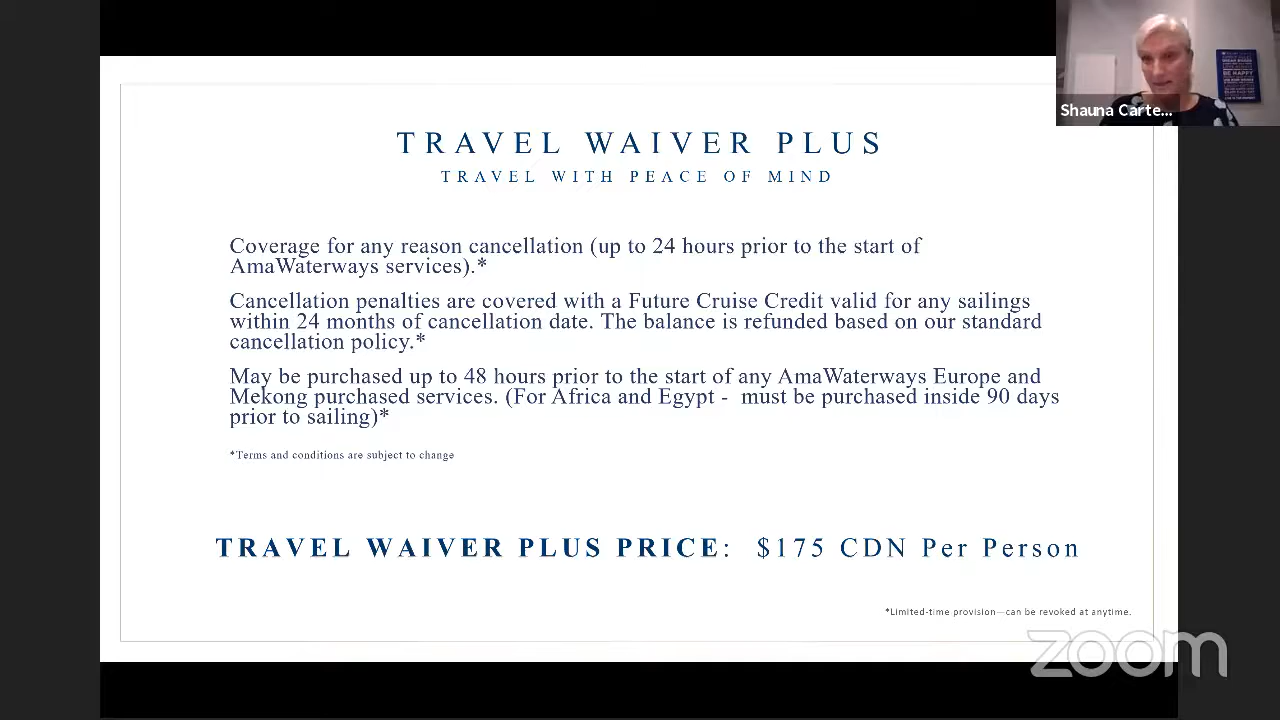 TRAVEL WAIVER PLUS
TRAVEL WITH PEACE OF MIND
Coverage for any reason cancellation (up to 24 hours prior to the start of
AmaWaterways services).*
Cancellation penalties are covered with a Future Cruise Credit valid for any sailings
within 24 months of cancellation date. The balance is refunded based on our standard
cancellation policy.*
May be purchased up to 48 hours prior to the start of any AmaWaterways Europe and
Mekong purchased services. (For Africa and Egypt - must be purchased inside 90 days
prior to sailing)*
*Terms and conditions are subject to change
TRAVEL WAIVER PLUS PRICE: $175 CDN Per Person
*Limited-time provision—can be revoked at anytime.
BE HAPPY
Shauna Carte...
zoom